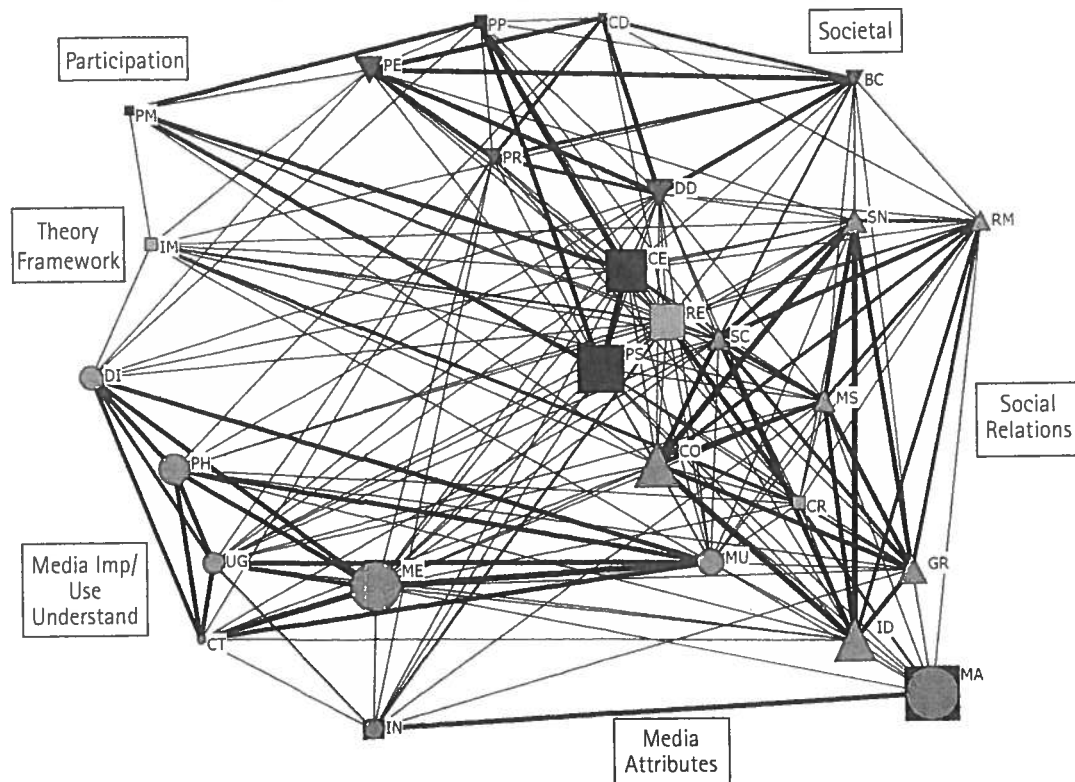 PP
CD
Societal
Participation
PE
BC
PM
PR
DD
SN
RM
Theory
Framework
IM
CE
RE
SC
PS
DI
MS
Social
Relations
CO
PH
CR
Media Imp/
Use
Understand
UG
ME
MU
GR
ID
CT
MA
IN
Media
Attributes